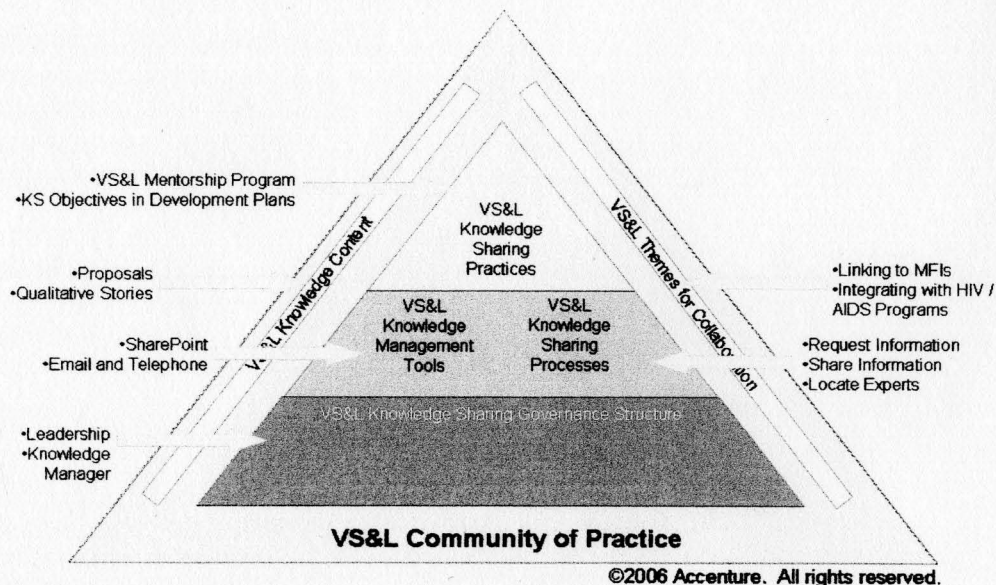 •VS&L Mentorship Program
•KS Objectives in Development Plans
VS&L
Knowledge
Sharing
Practices
VS&L Knowledge Content
VS&L Themes for Collaboration
•Proposals
•Qualitative Stories
•Linking to MFIs
•Integrating with HIV /
AIDS Programs
•SharePoint
•Email and Telephone
VS&L
Knowledge
Management
Tools
VS&L
Knowledge
Sharing
Processes
•Request Information
•Share Information
•Locate Experts
VS&L Knowledge Sharing Governance Structure
•Leadership
•Knowledge
Manager
VS&L Community of Practice
©2006 Accenture. All rights reserved.